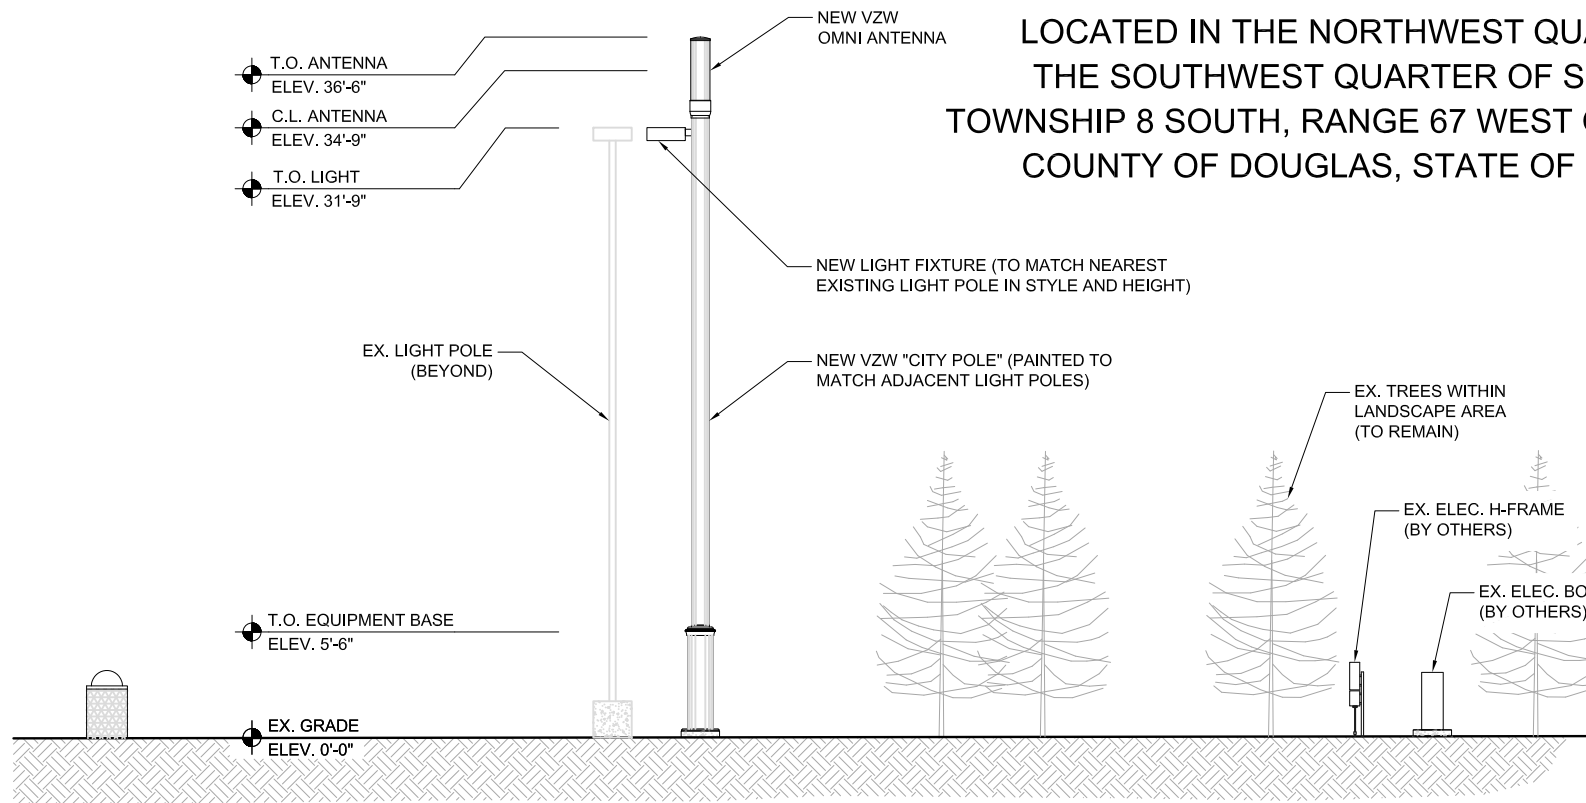 NEW VZW
OMNI ANTENNA
LOCATED IN THE NORTHWEST
THE SOUTHWEST QUARTER OF
TOWNSHIP 8 SOUTH, RANGE 67 WEST
COUNTY OF DOUGLAS, STATE OF
T.O. ANTENNA
ELEV. 36'-6"
C.L. ANTENNA
ELEV. 34'-9"
T.O. LIGHT
ELEV. 31'-9"
NEW LIGHT FIXTURE (TO MATCH NEAREST
EXISTING LIGHT POLE IN STYLE AND HEIGHT)
EX. LIGHT POLE
(BEYOND)
NEW VZW "CITY POLE" (PAINTED TO
MATCH ADJACENT LIGHT POLES)
EX. TREES WITHIN
LANDSCAPE AREA
(TO REMAIN)
EX. ELEC. H-FRAME
(BY OTHERS)
EX. ELEC.
(BY OTHERS)
T.O. EQUIPMENT BASE
ELEV. 5'-6"
EX. GRADE
ELEV. 0'-0"